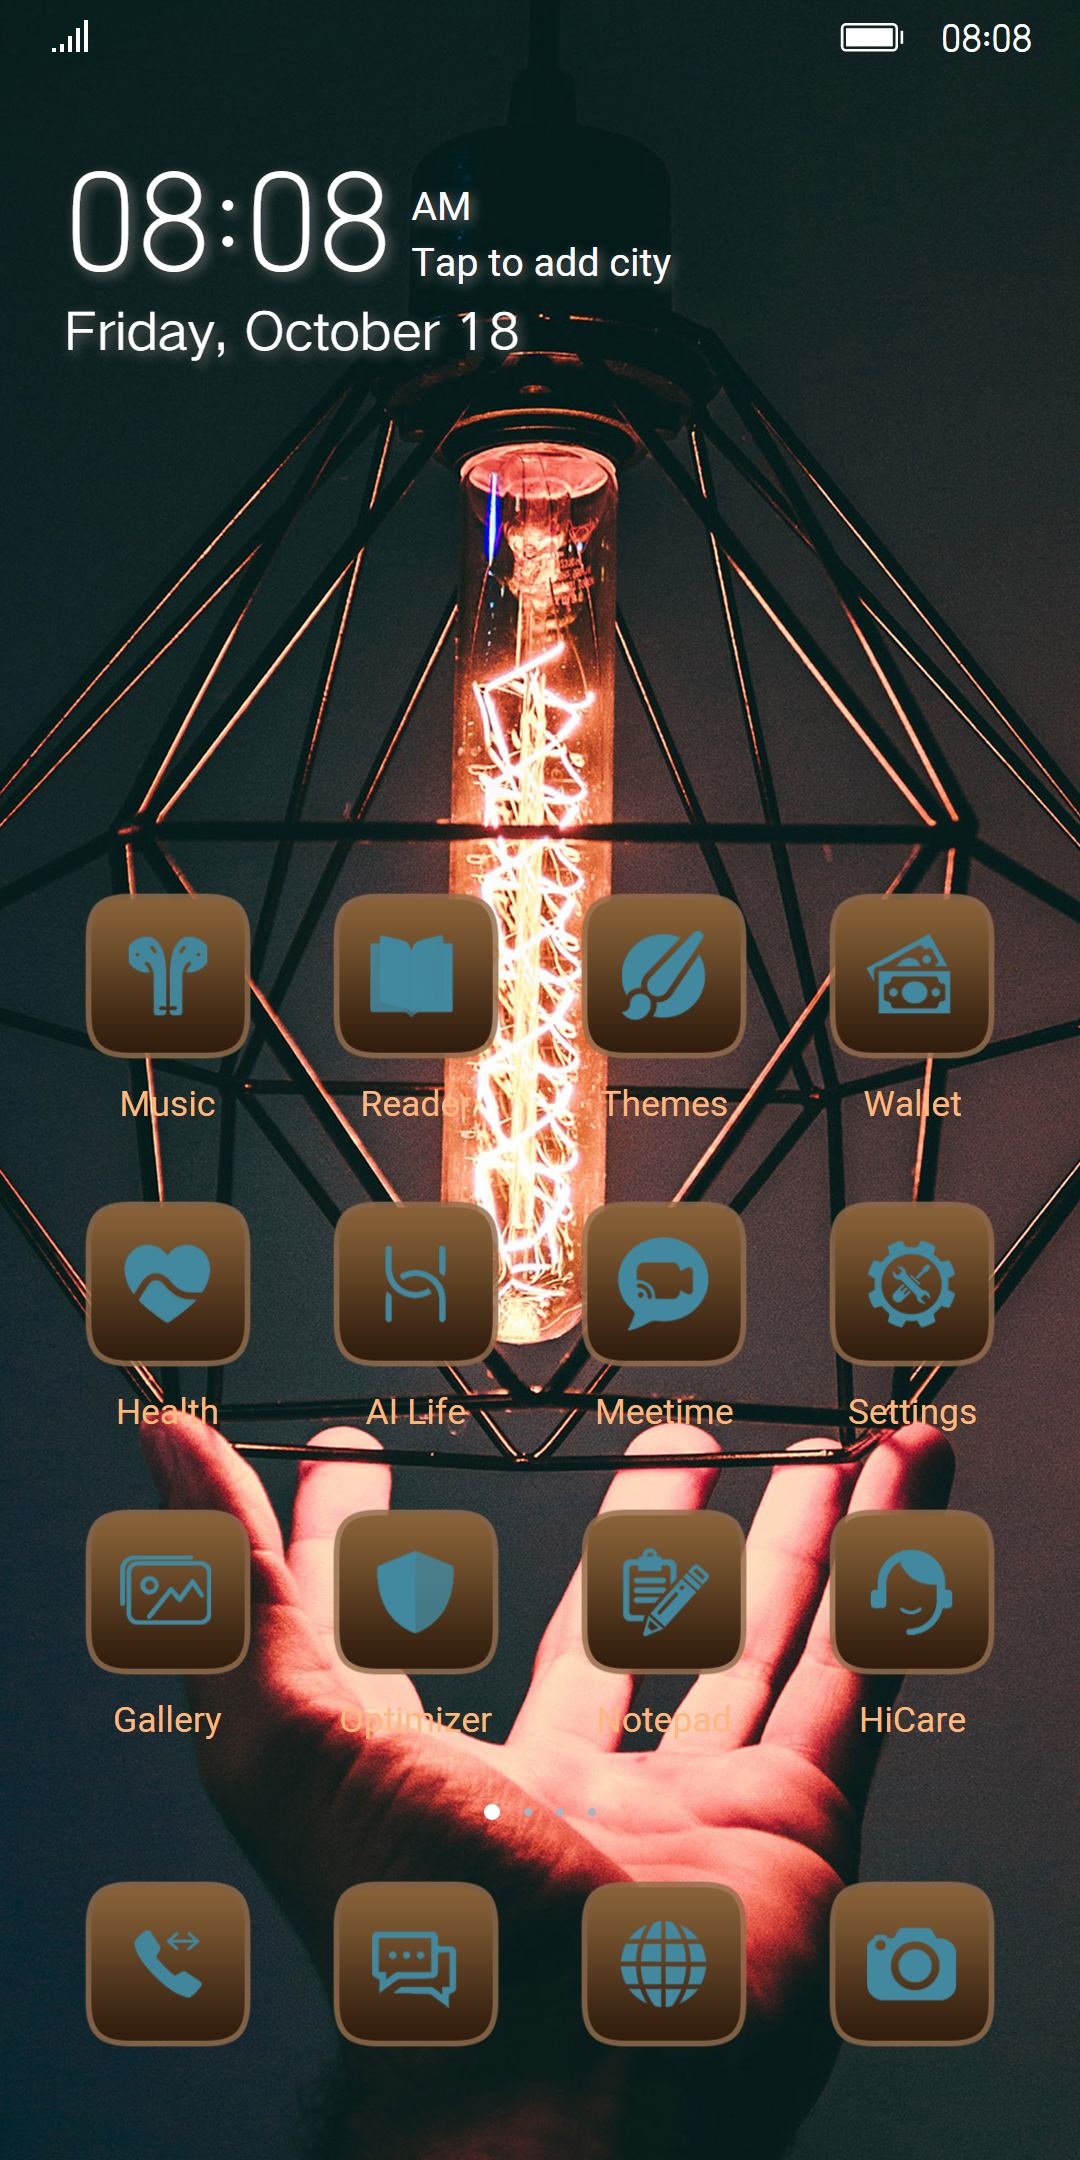 08:08
08:08 AM
Tap to add city
Friday, October 18
Music Reader Themes Wallet
Health AI Life Meetime Settings
Gallery Optimizer Notepad HiCare